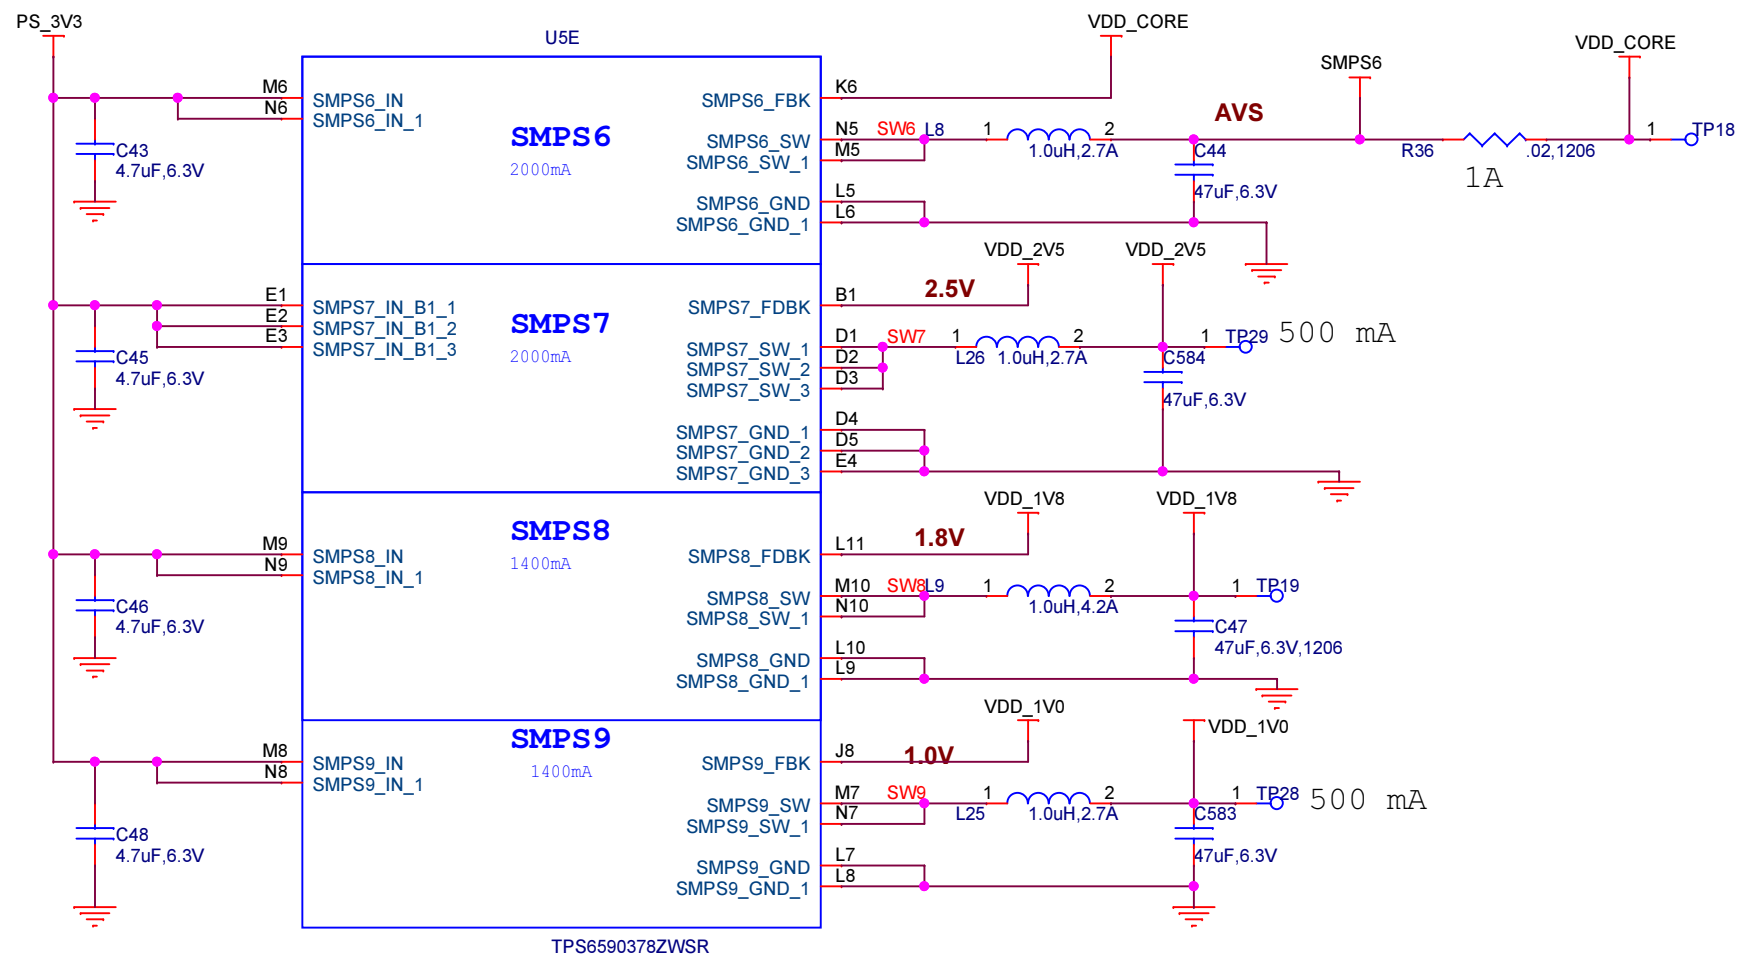 PS_3V3
U5E
VDD_CORE
VDD_CORE
SMPS6
M6
N6
SMPS6_IN
SMPS6_IN_1
SMPS6
2000mA
SMPS6_FBK
K6
SMPS6_SW
SMPS6_SW_1
N5
M5
SW6
L8
1
2
1.0uH,2.7A
AVS
C44
47uF,6.3V
R36
.02,1206
1A
1
TP18
SMPS6_GND
SMPS6_GND_1
L5
L6
C43
4.7uF,6.3V
E1
E2
E3
SMPS7_IN_B1_1
SMPS7_IN_B1_2
SMPS7_IN_B1_3
SMPS7
2000mA
SMPS7_FDBK
B1
2.5V
VDD_2V5
VDD_2V5
SMPS7_SW_1
SMPS7_SW_2
SMPS7_SW_3
D1
D2
D3
SW7
L26
1
2
1.0uH,2.7A
1
TP29
500 mA
C584
47uF,6.3V
SMPS7_GND_1
SMPS7_GND_2
SMPS7_GND_3
D4
D5
E4
C45
4.7uF,6.3V
M9
N9
SMPS8_IN
SMPS8_IN_1
SMPS8
1400mA
SMPS8_FDBK
L11
1.8V
VDD_1V8
VDD_1V8
SMPS8_SW
SMPS8_SW_1
M10
N10
SW8
L9
1
2
1.0uH,4.2A
1
TP19
C47
47uF,6.3V,1206
SMPS8_GND
SMPS8_GND_1
L10
L9
C46
4.7uF,6.3V
M8
N8
SMPS9_IN
SMPS9_IN_1
SMPS9
1400mA
SMPS9_FBK
J8
1.0V
VDD_1V0
VDD_1V0
SMPS9_SW
SMPS9_SW_1
M7
N7
SW9
L25
1
2
1.0uH,2.7A
1
TP28
500 mA
C583
47uF,6.3V
SMPS9_GND
SMPS9_GND_1
L7
L8
C48
4.7uF,6.3V
TPS6590378ZWSR